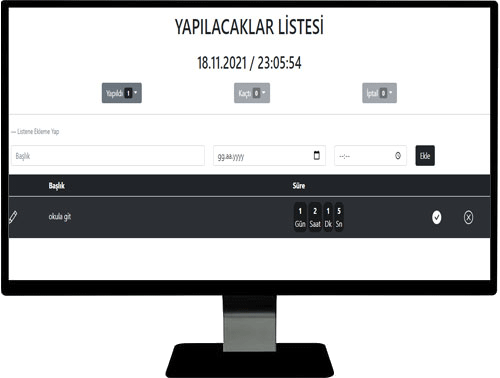 YAPILACAKLAR LİSTESİ
18.11.2021 / 23:05:54
Yapıldı 1 Kaçtı 0 İptal 0
--- Listene Ekleme Yap
Başlık gg.aa.yyyy --:-- Ekle
Başlık Süre
okula git
1 2 1 5
Gün Saat Dk Sn